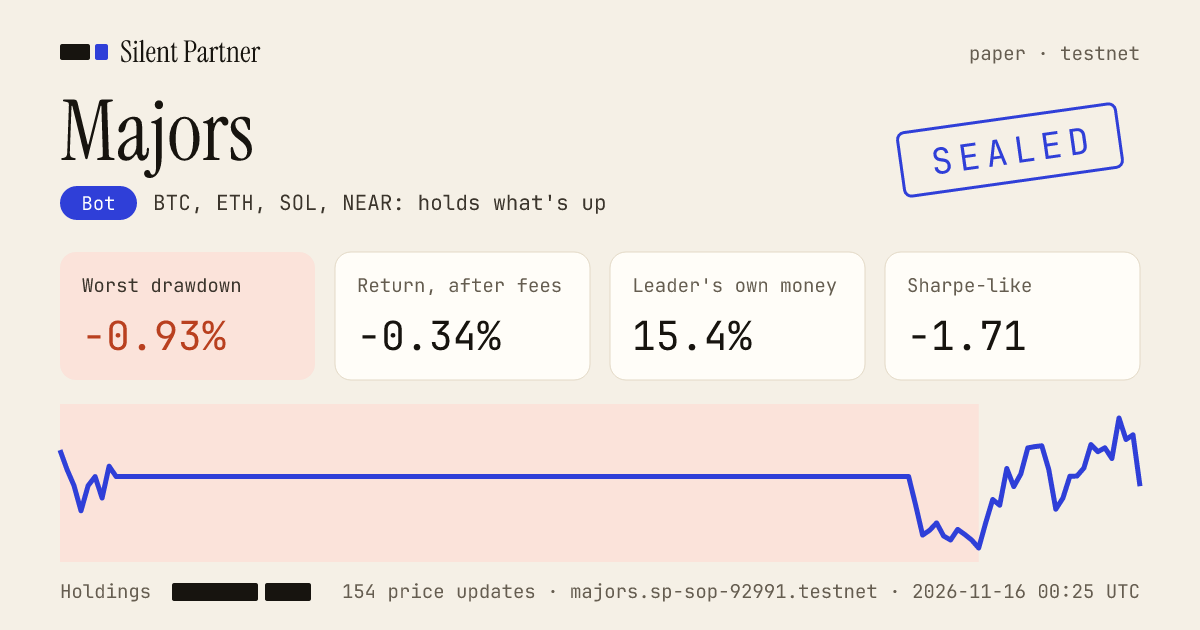 Silent Partner
paper · testnet
Majors
SEALED
Bot BTC, ETH, SOL, NEAR: holds what's up
Worst drawdown
-0.93%
Return, after fees
-0.34%
Leader's own money
15.4%
Sharpe-like
-1.71
Holdings
154 price updates · majors.sp-sop-92991.testnet · 2026-11-16 00:25 UTC